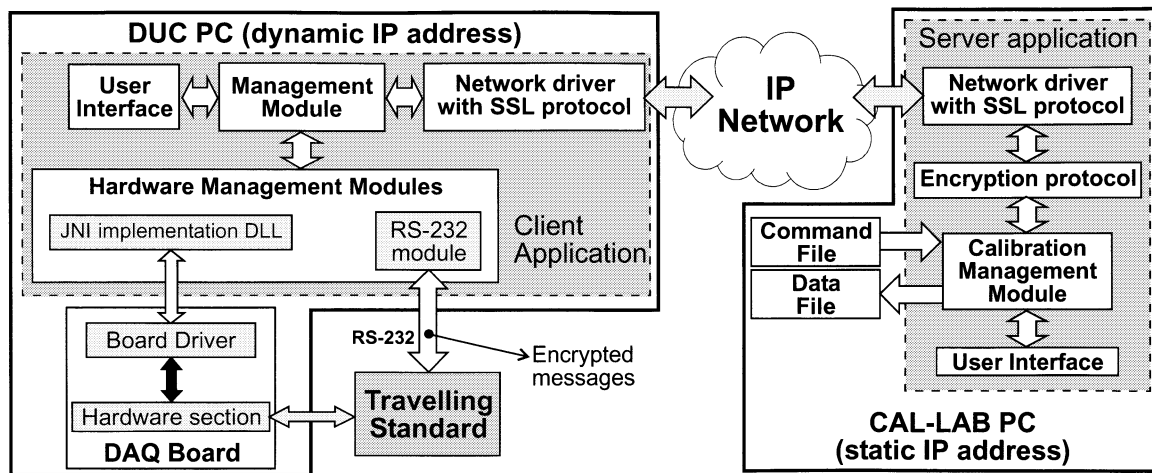 DUC PC (dynamic IP address)
User
Interface
Management
Module
Network driver
with SSL protocol
Hardware Management Modules
JNI implementation DLL
RS-232
module
Client
Application
Board Driver
Hardware section
DAQ Board
RS-232
Encrypted
messages
Travelling
Standard
IP
Network
Server application
Network driver
with SSL protocol
Encryption protocol
Command
File
Data
File
Calibration
Management
Module
User Interface
CAL-LAB PC
(static IP address)